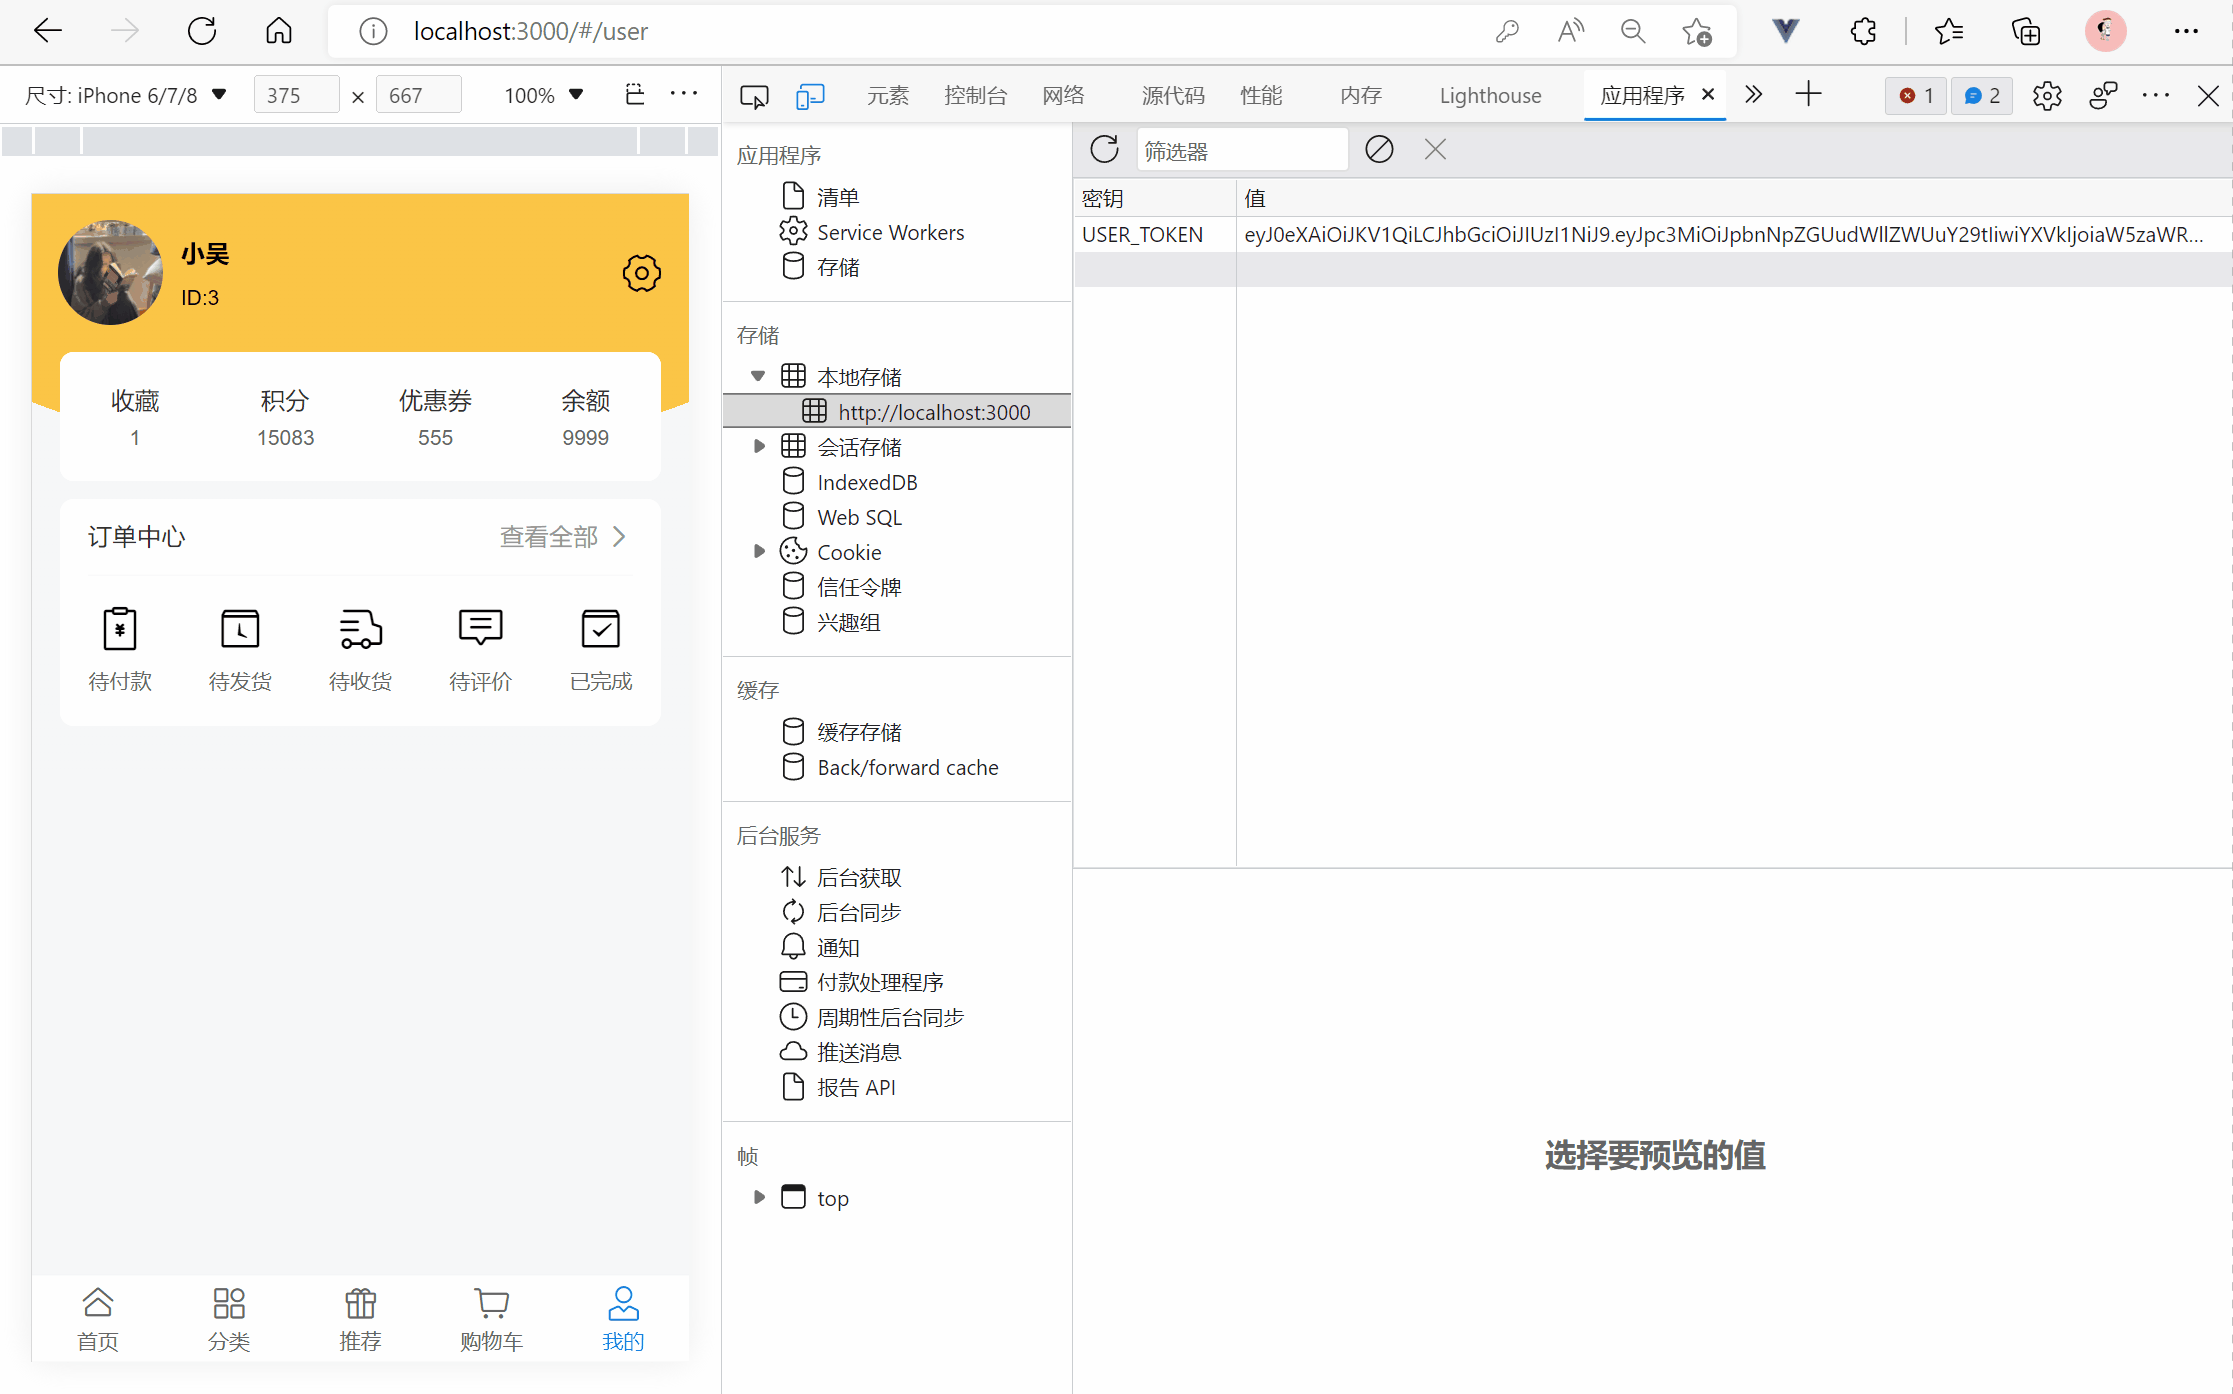 localhost:3000/#/user
尺寸: iPhone 6/7/8
375
×
667
100%
元素
控制台
网络
源代码
性能
内存
Lighthouse
应用程序
1
2
小吴
ID:3
收藏
积分
优惠券
余额
1
15083
555
9999
订单中心
查看全部
待付款
待发货
待收货
待评价
已完成
首页
分类
推荐
购物车
我的
应用程序
清单
Service Workers
存储
存储
本地存储
http://localhost:3000
会话存储
IndexedDB
Web SQL
Cookie
信任令牌
兴趣组
缓存
缓存存储
Back/forward cache
后台服务
后台获取
后台同步
通知
付款处理程序
周期性后台同步
推送消息
报告 API
帧
top
筛选器
密钥
值
USER_TOKEN
eyJ0eXAiOiJKV1QiLCJhbGciOiJIUzI1NiJ9.eyJpc3MiOiJpbnNpZGUudWllZWUuY29tIiwiYXVkIjoiaW5zaWR...
选择要预览的值